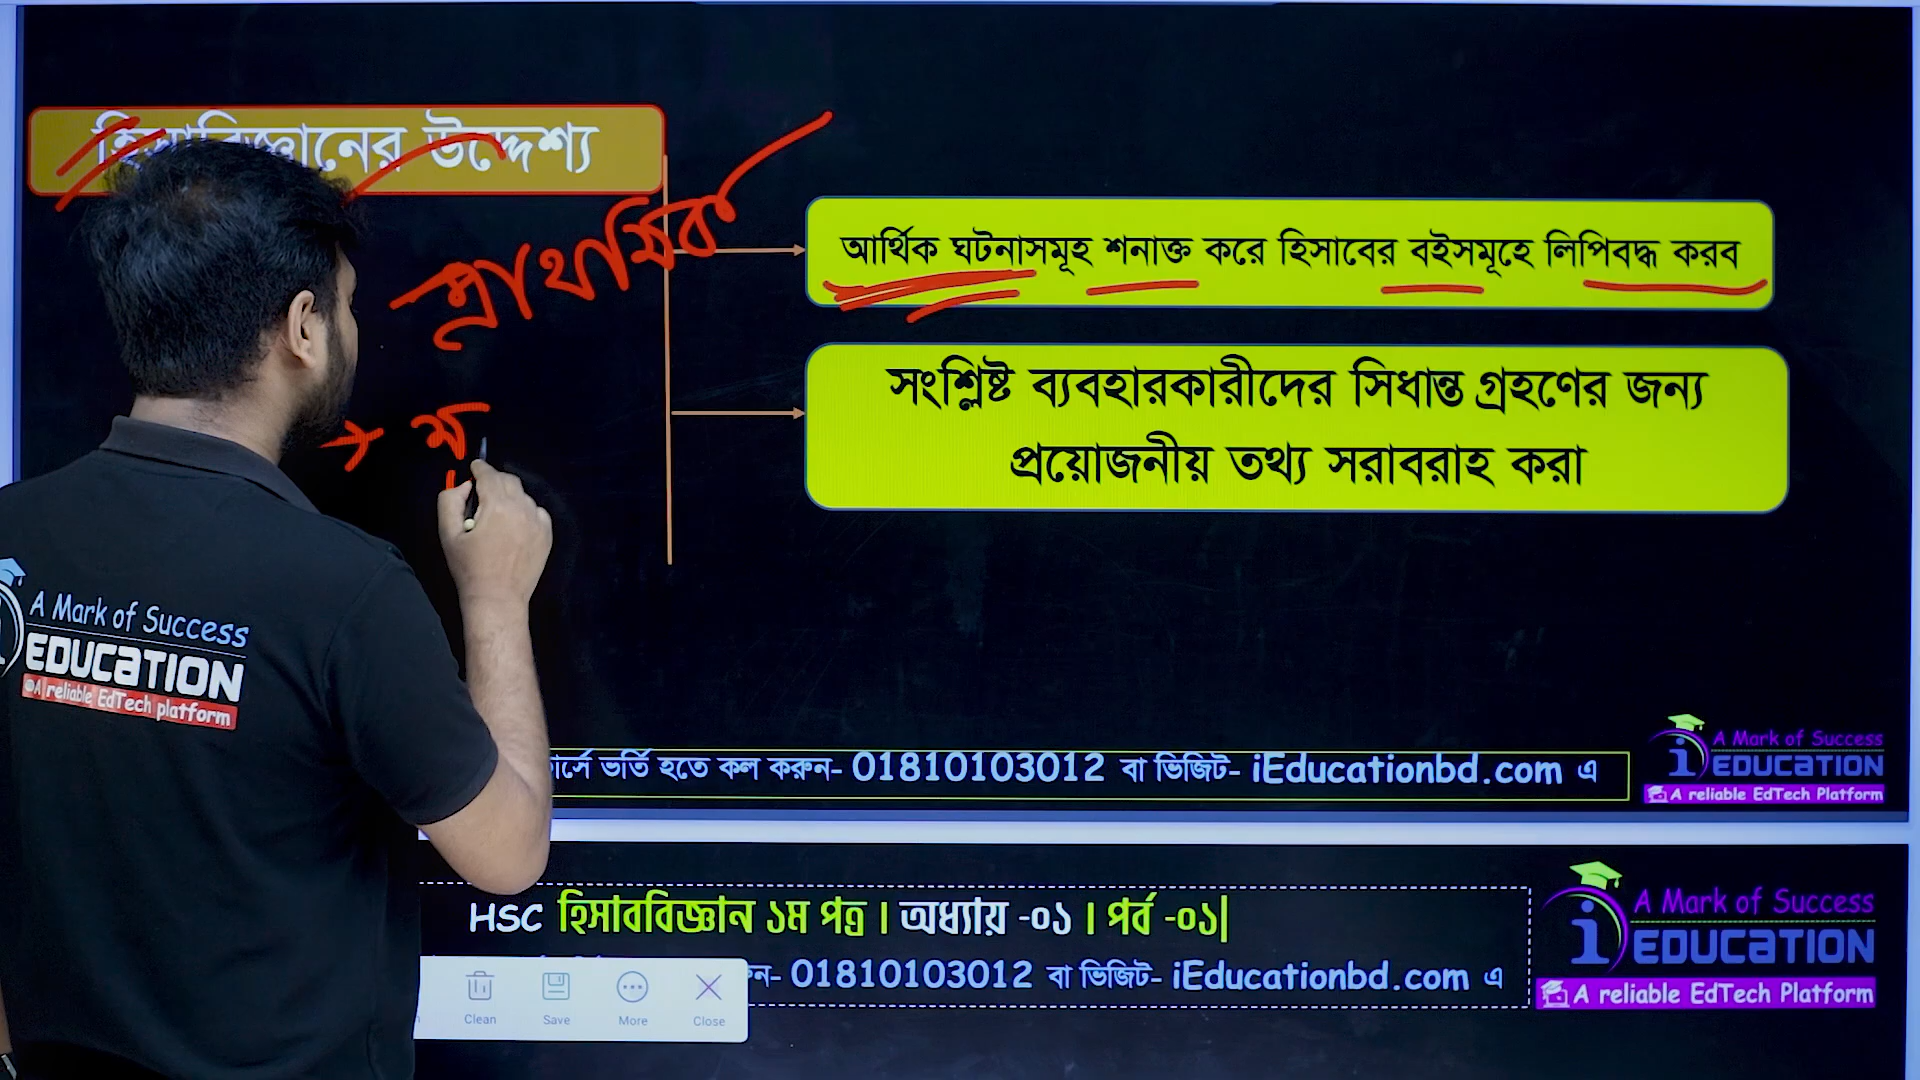 হিসাববিজ্ঞানের উদ্দেশ্য
প্রাথমিক
আর্থিক ঘটনাসমূহ শনাক্ত করে হিসাবের বইসমূহে লিপিবদ্ধ করব
সংশ্লিষ্ট ব্যবহারকারীদের সিধান্ত গ্রহণের জন্য
প্রয়োজনীয় তথ্য সরাবরাহ করা
A Mark of Success
EDUCATION
A reliable EdTech platform
ভর্তি হতে কল করুন- 01810103012 বা ভিজিট- iEducationbd.com এ
A Mark of Success
iEDUCATION
A reliable EdTech Platform
HSC হিসাববিজ্ঞান ১ম পত্র । অধ্যায় -০১ । পর্ব -০১|
01810103012 বা ভিজিট- iEducationbd.com এ
A Mark of Success
iEDUCATION
A reliable EdTech Platform
Clean Save More Close